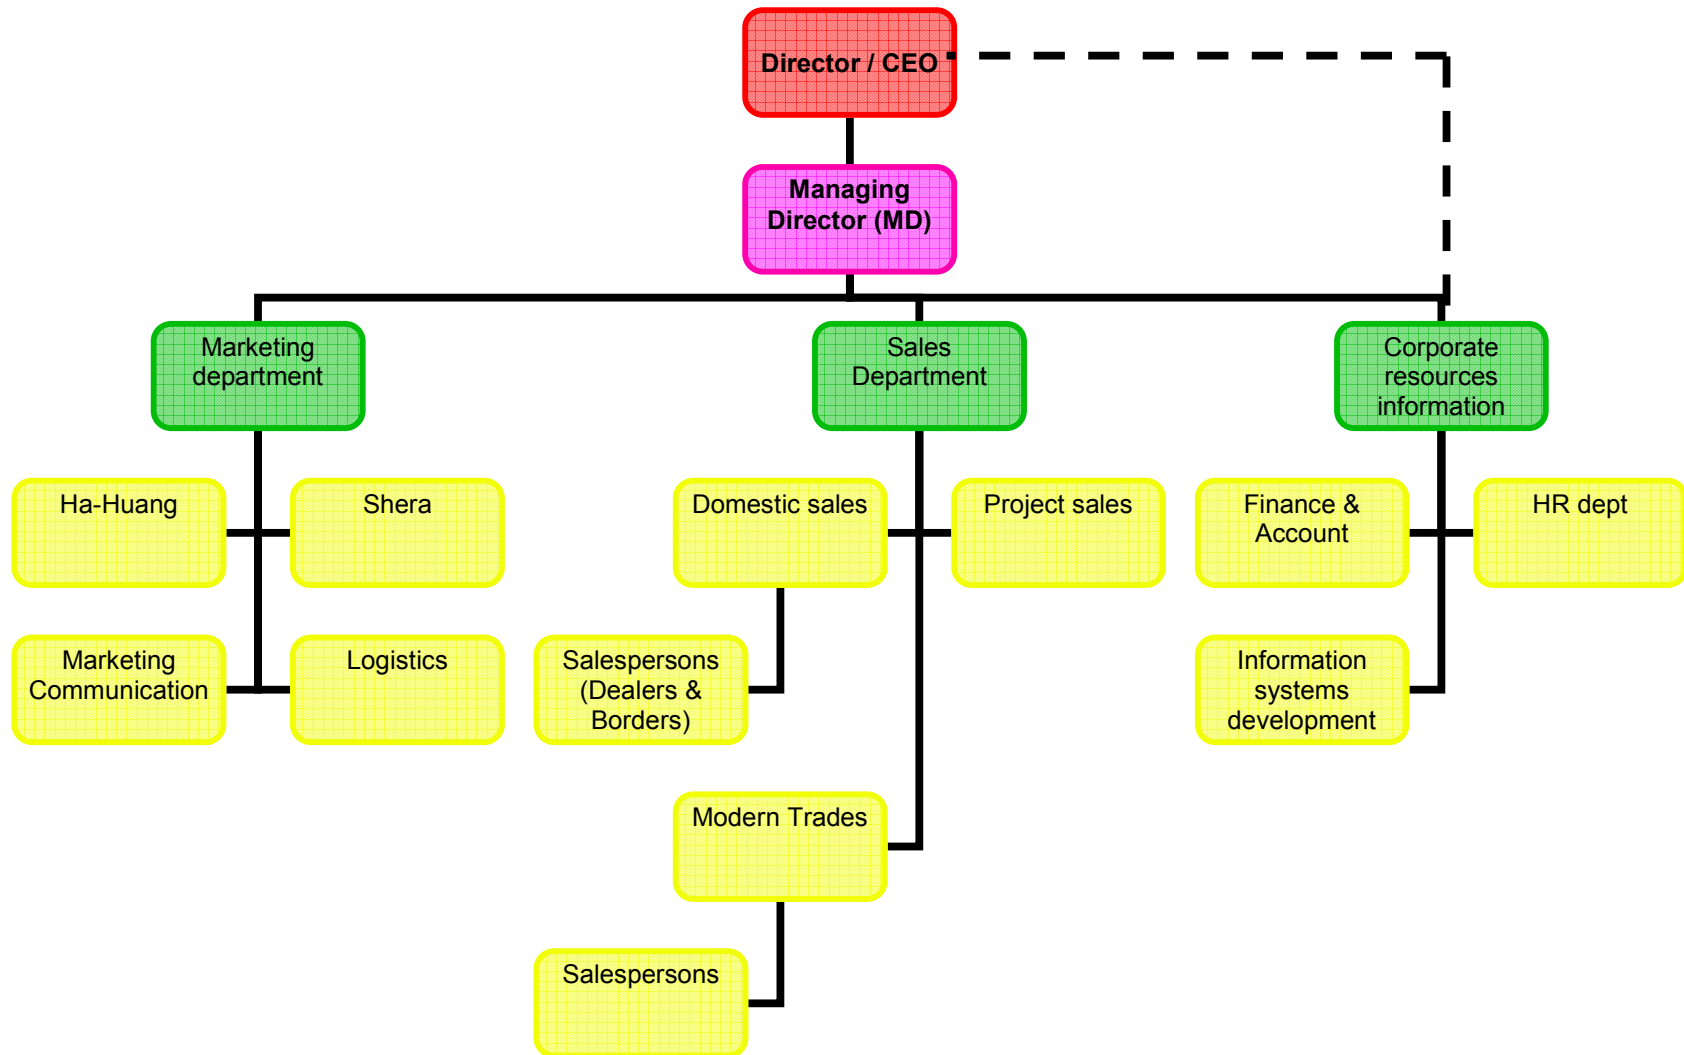 Director / CEO
Managing
Director (MD)
Marketing
department
Sales
Department
Corporate
resources
information
Ha-Huang
Shera
Domestic sales
Project sales
Finance &
Account
HR dept
Marketing
Communication
Logistics
Salespersons
(Dealers &
Borders)
Information
systems
development
Modern Trades
Salespersons